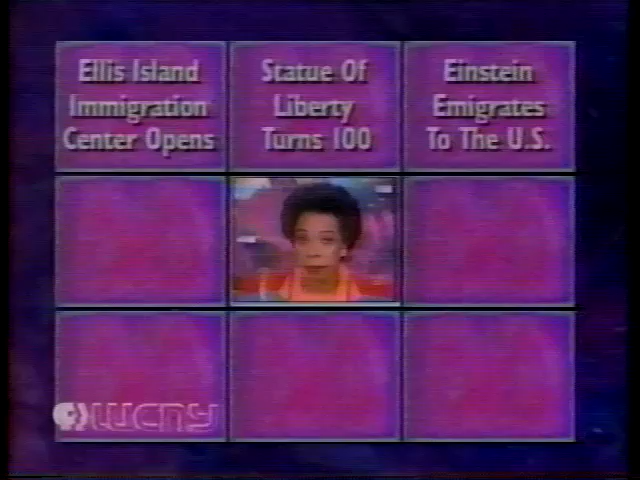 Ellis Island
Immigration
Center Opens
Statue Of
Liberty
Turns 100
Einstein
Emigrates
To The U.S.
WCNY